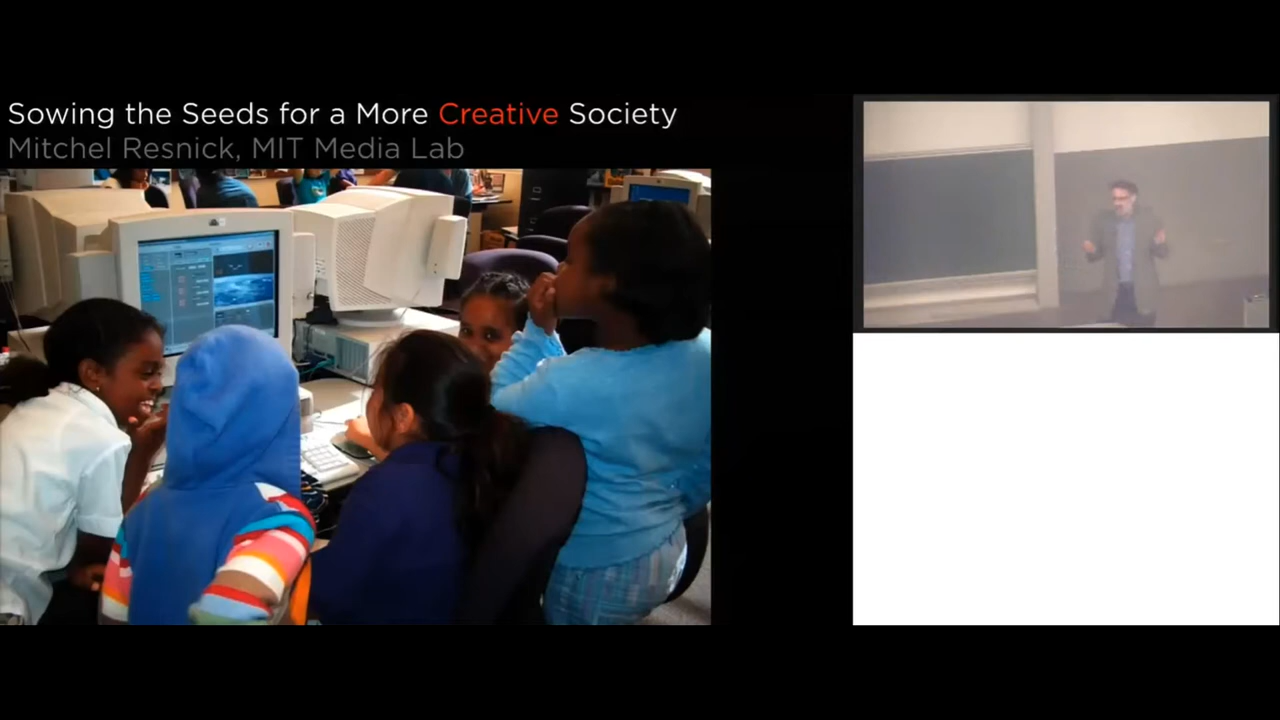 Sowing the Seeds for a More Creative Society
Mitchel Resnick, MIT Media Lab